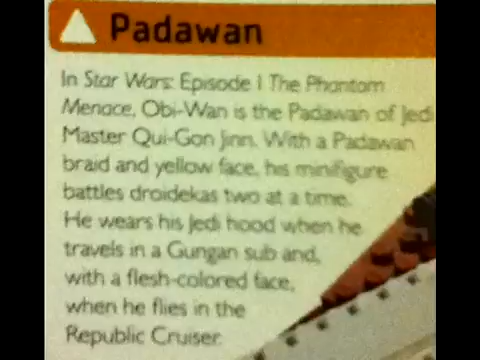 Padawan
In Star Wars: Episode I The Phantom
Menace, Obi-Wan is the Padawan of Jedi
Master Qui-Gon Jinn. With a Padawan
braid and yellow face, his minifigure
battles droidekas two at a time.
He wears his Jedi hood when he
travels in a Gungan sub and,
with a flesh-colored face,
when he flies in the
Republic Cruiser.